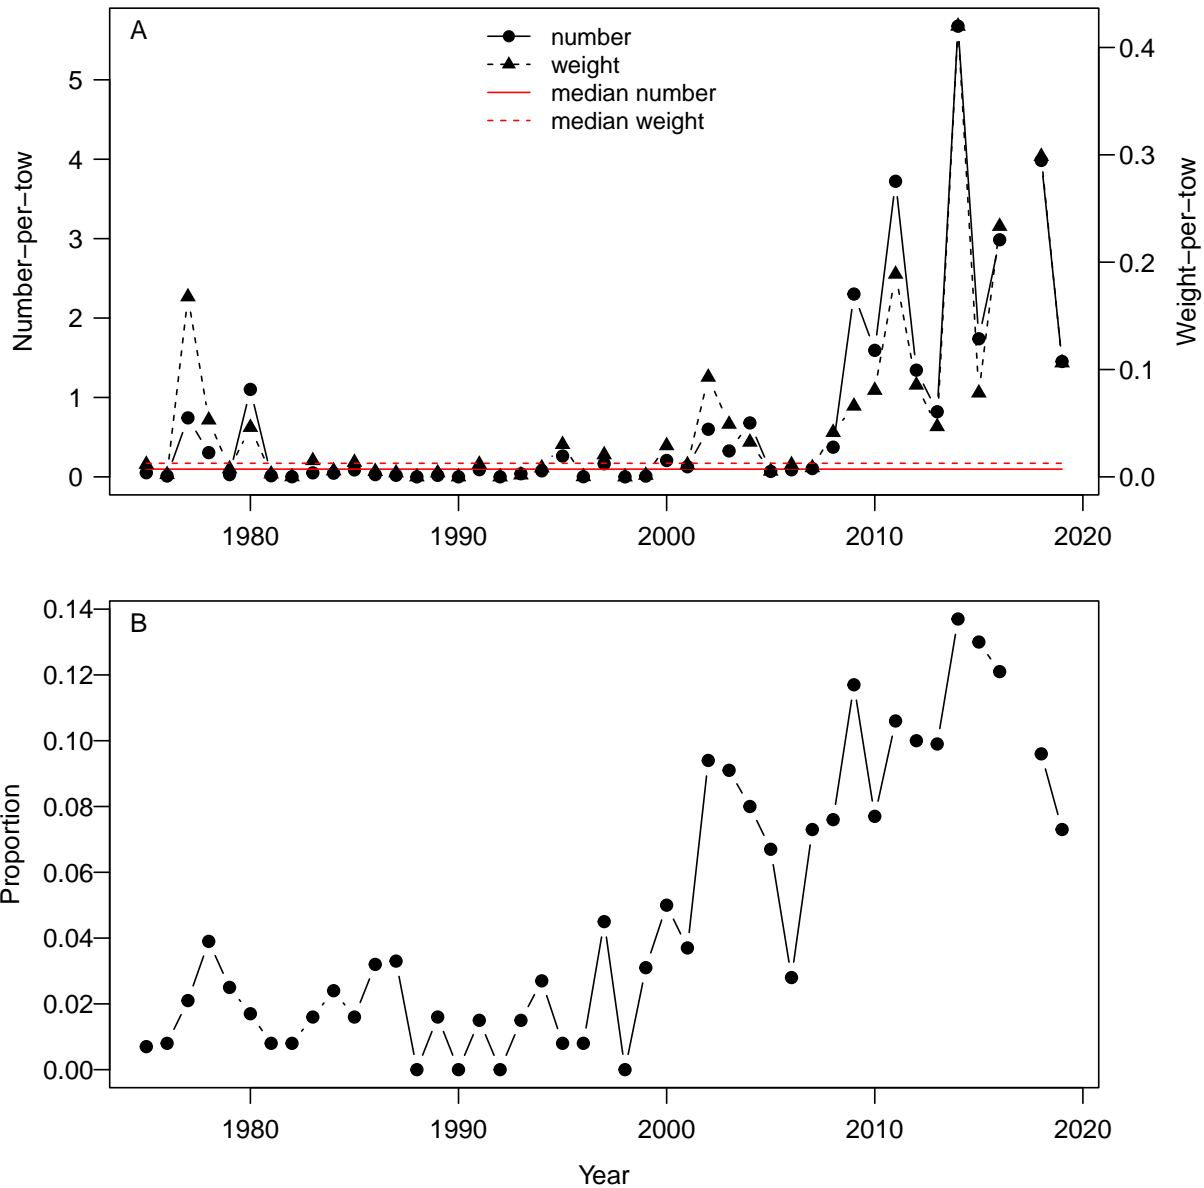 A
number
weight
median number
median weight
Number−per−tow
0
1
2
3
4
5
Weight−per−tow
0.0
0.1
0.2
0.3
0.4
1980 1990 2000 2010 2020
B
Proportion
0.00
0.02
0.04
0.06
0.08
0.10
0.12
0.14
1980 1990 2000 2010 2020
Year